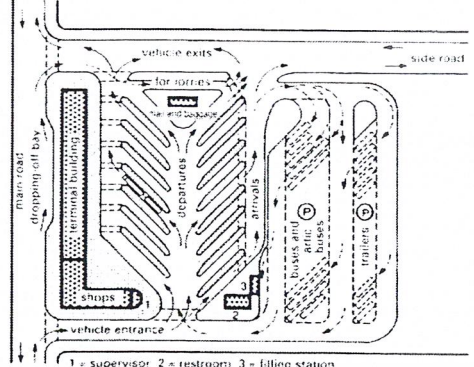 vehicle exits
side road
for lorries
mail and baggage
main road
dropping-off bay
terminal building
departures
arrivals
buses and
artic
buses
P
trailers
P
shops
1
3
2
vehicle entrance
1 = supervisor 2 = restroom 3 = filling station